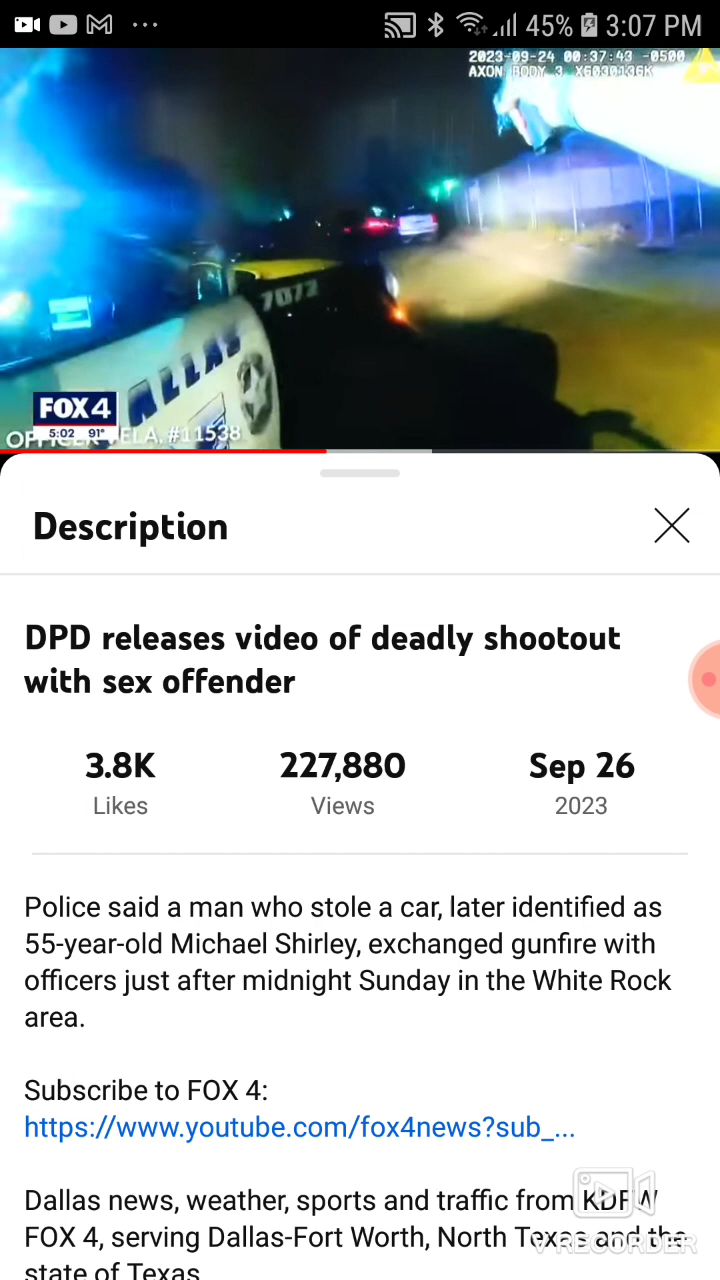 45% 3:07 PM
2023-09-24 00:37:43 -0500
AXON BODY 3 X6030136K
7072
DALLAS
FOX 4
5:02 91°
OFFICER VELA, #11538
Description
DPD releases video of deadly shootout
with sex offender
3.8K 227,880 Sep 26
Likes Views 2023
Police said a man who stole a car, later identified as
55-year-old Michael Shirley, exchanged gunfire with
officers just after midnight Sunday in the White Rock
area.
Subscribe to FOX 4:
https://www.youtube.com/fox4news?sub_...
Dallas news, weather, sports and traffic from KDFW
FOX 4, serving Dallas-Fort Worth, North Texas and the
state of Texas
V RECORDER